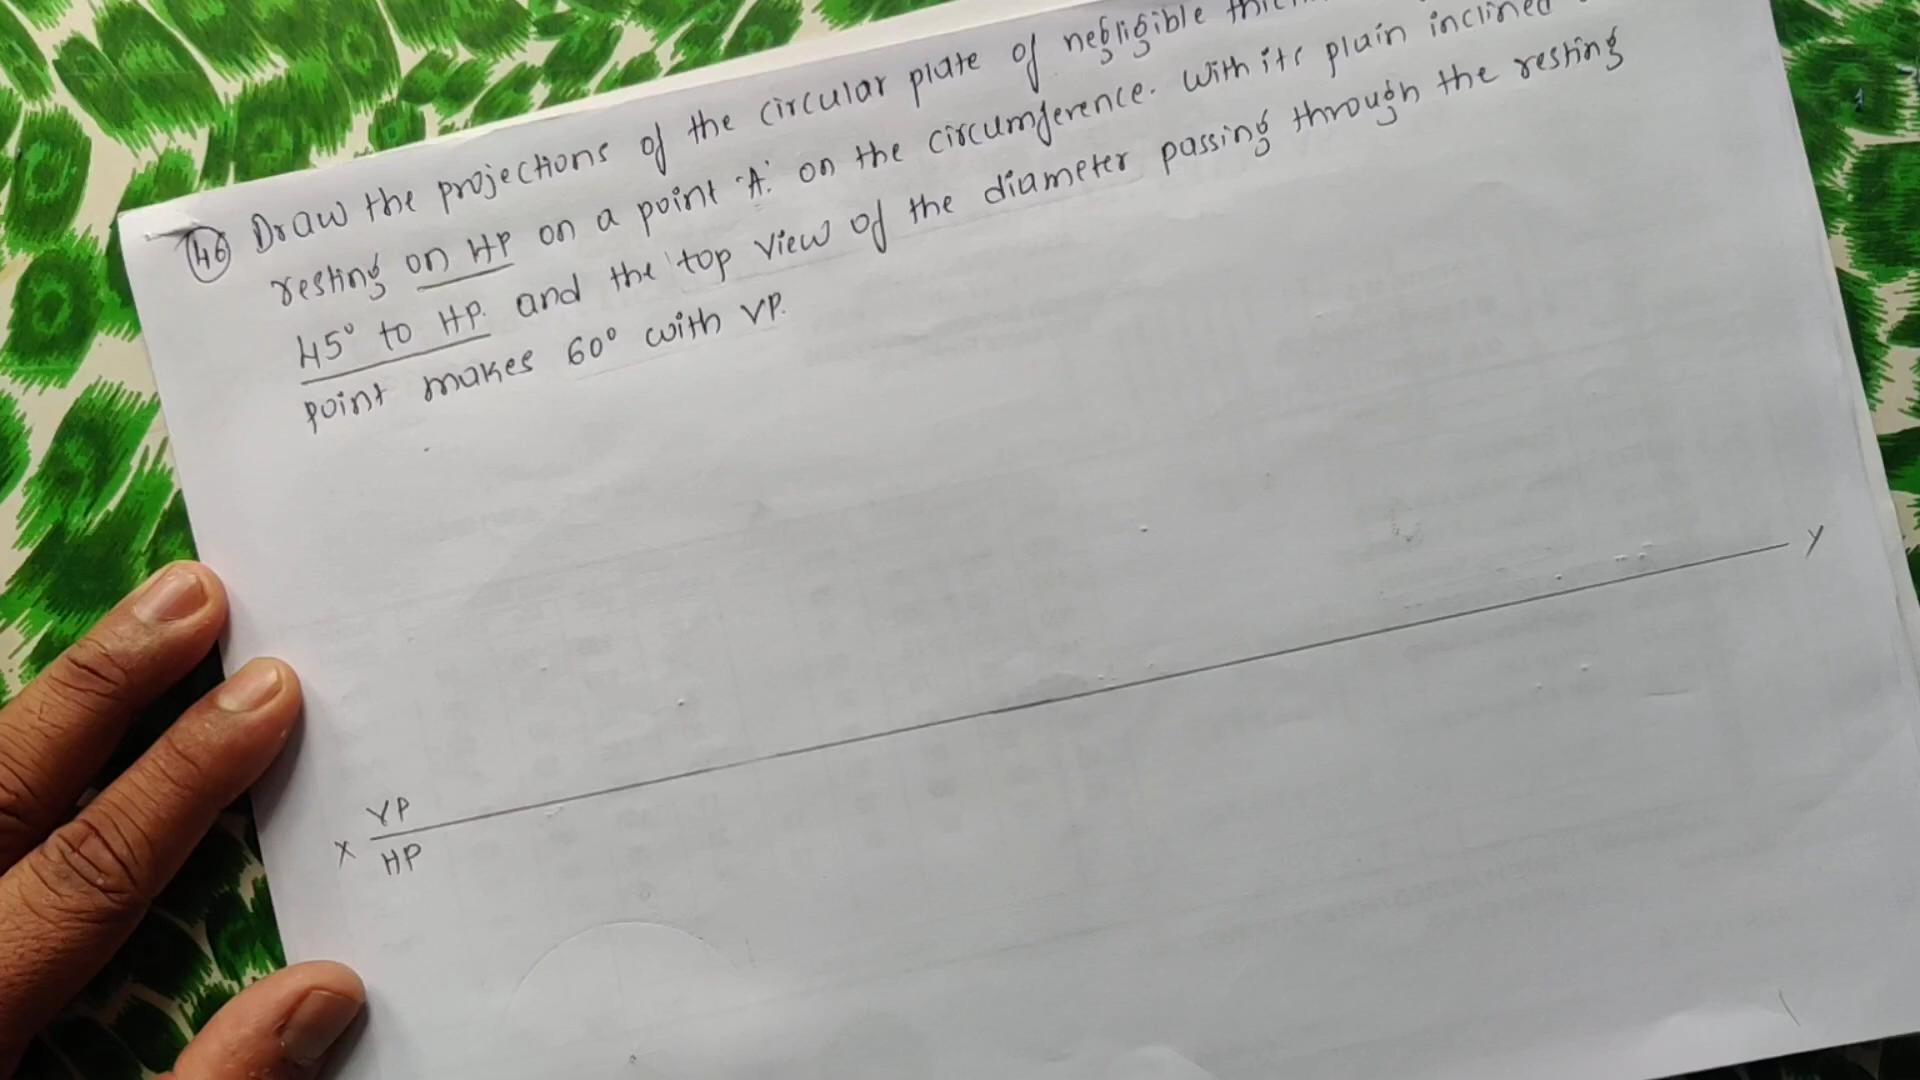 46 Draw the projections of the circular plate of negligible
resting on HP on a point 'A' on the circumference. With its plain inclined
45° to HP. and the top view of the diameter passing through the resting
point makes 60° with VP.
Y
VP
X
HP